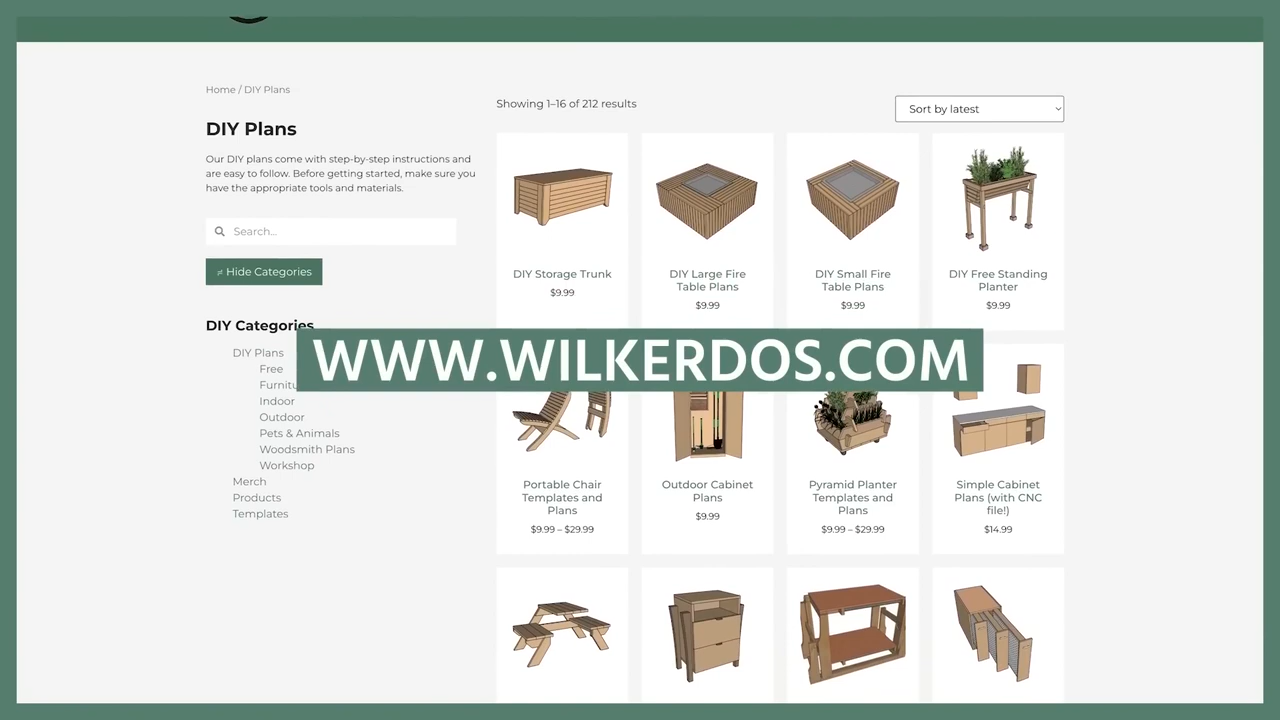 Home / DIY Plans
DIY Plans
Our DIY plans come with step-by-step instructions and
are easy to follow. Before getting started, make sure you
have the appropriate tools and materials.
Search...
≠ Hide Categories
DIY Categories
DIY Plans
Free
Indoor
Outdoor
Pets & Animals
Woodsmith Plans
Workshop
Merch
Products
Templates
Showing 1–16 of 212 results
Sort by latest
DIY Storage Trunk
$9.99
DIY Large Fire
Table Plans
$9.99
DIY Small Fire
Table Plans
$9.99
DIY Free Standing
Planter
$9.99
WWW.WILKERDOS.COM
Portable Chair
Templates and
Plans
$9.99 – $29.99
Outdoor Cabinet
Plans
$9.99
Pyramid Planter
Templates and
Plans
$9.99 – $29.99
Simple Cabinet
Plans (with CNC
file!)
$14.99